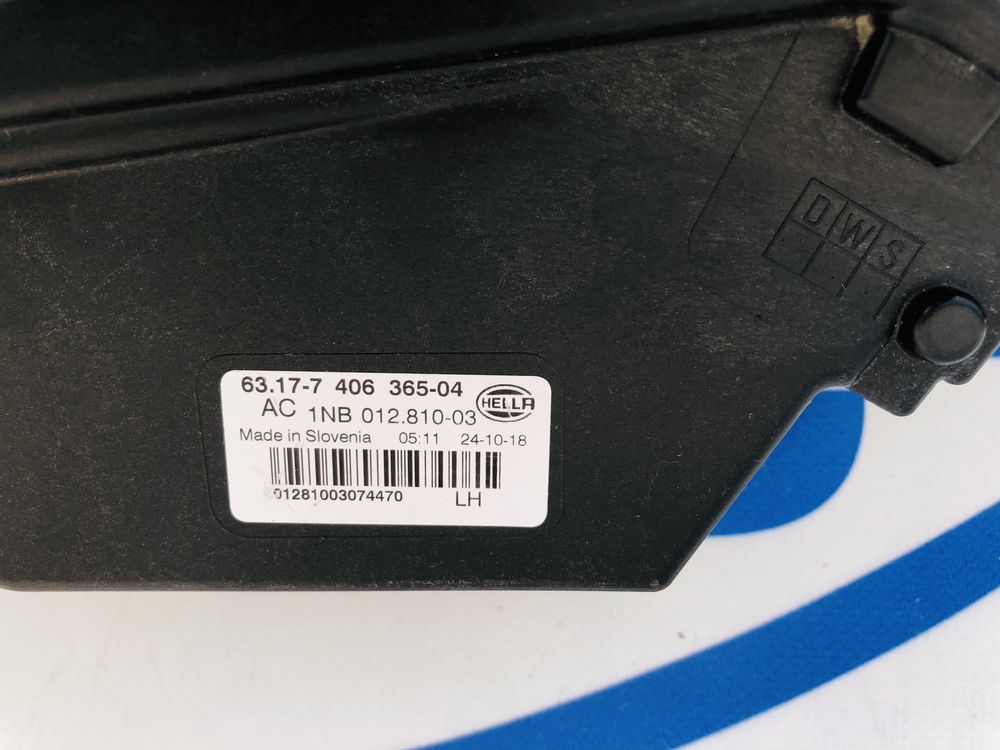 D W S
63.17-7 406 365-04
AC 1NB 012.810-03 HELLA
Made in Slovenia 05:11 24-10-18
01281003074470 LH